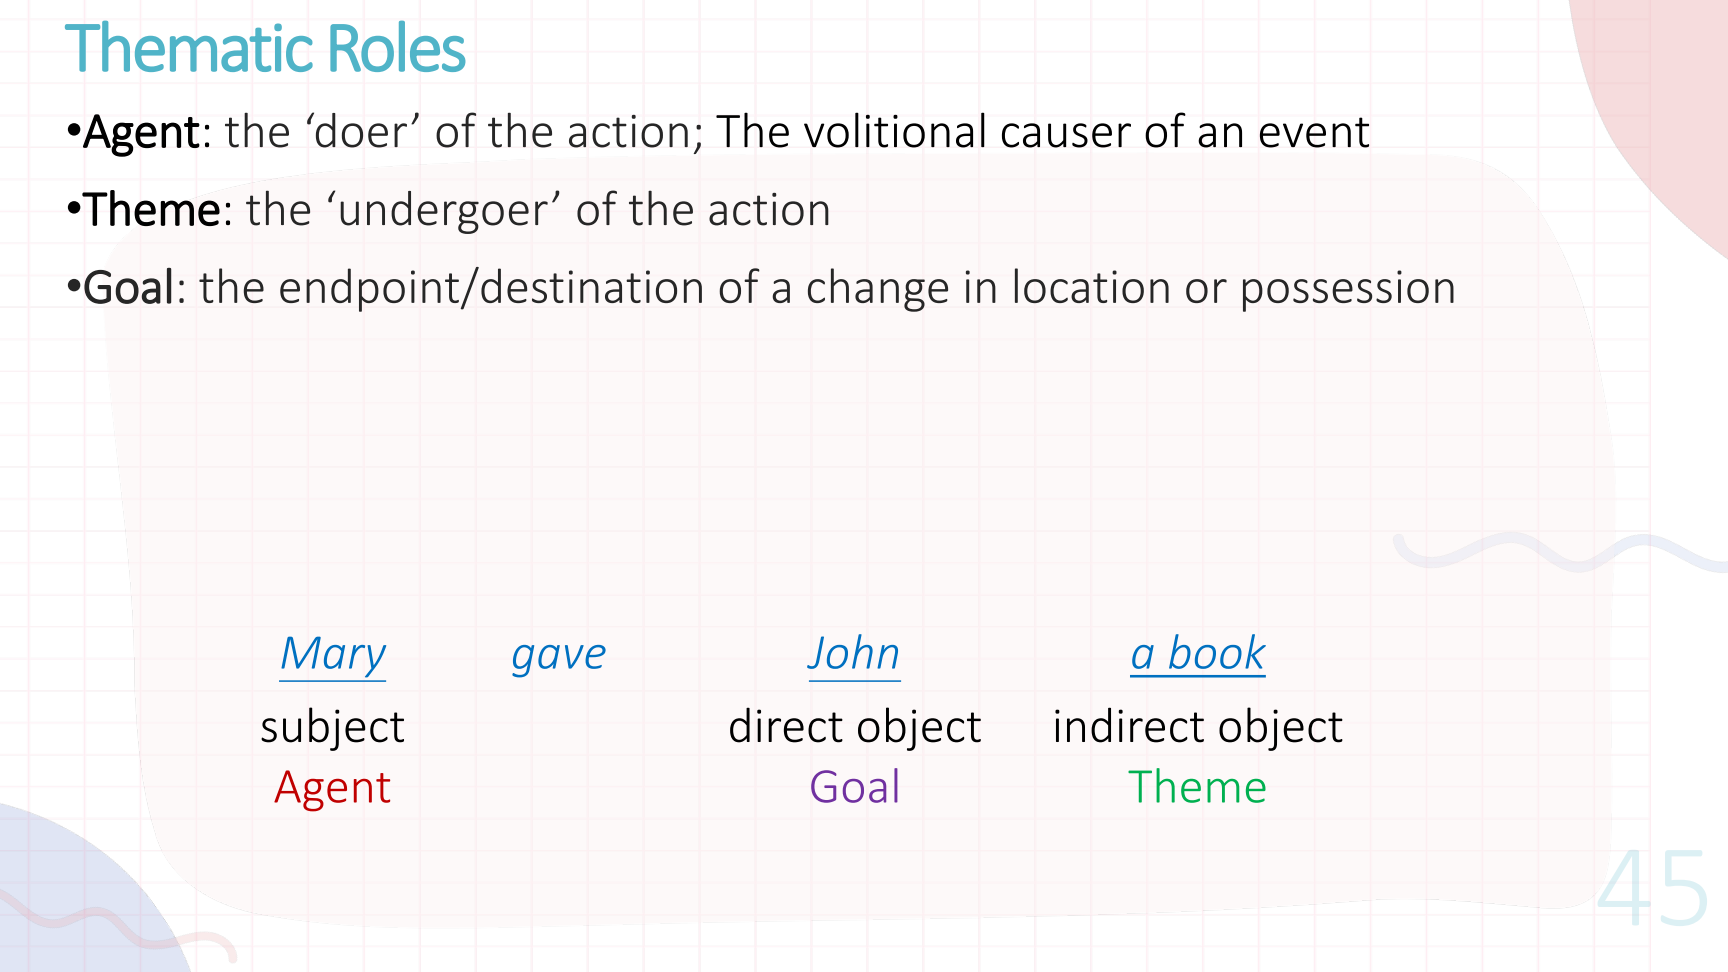 Thematic Roles
•Agent: the ‘doer’ of the action; The volitional causer of an event
•Theme: the ‘undergoer’ of the action
•Goal: the endpoint/destination of a change in location or possession
Mary gave John a book
subject direct object indirect object
Agent Goal Theme
45